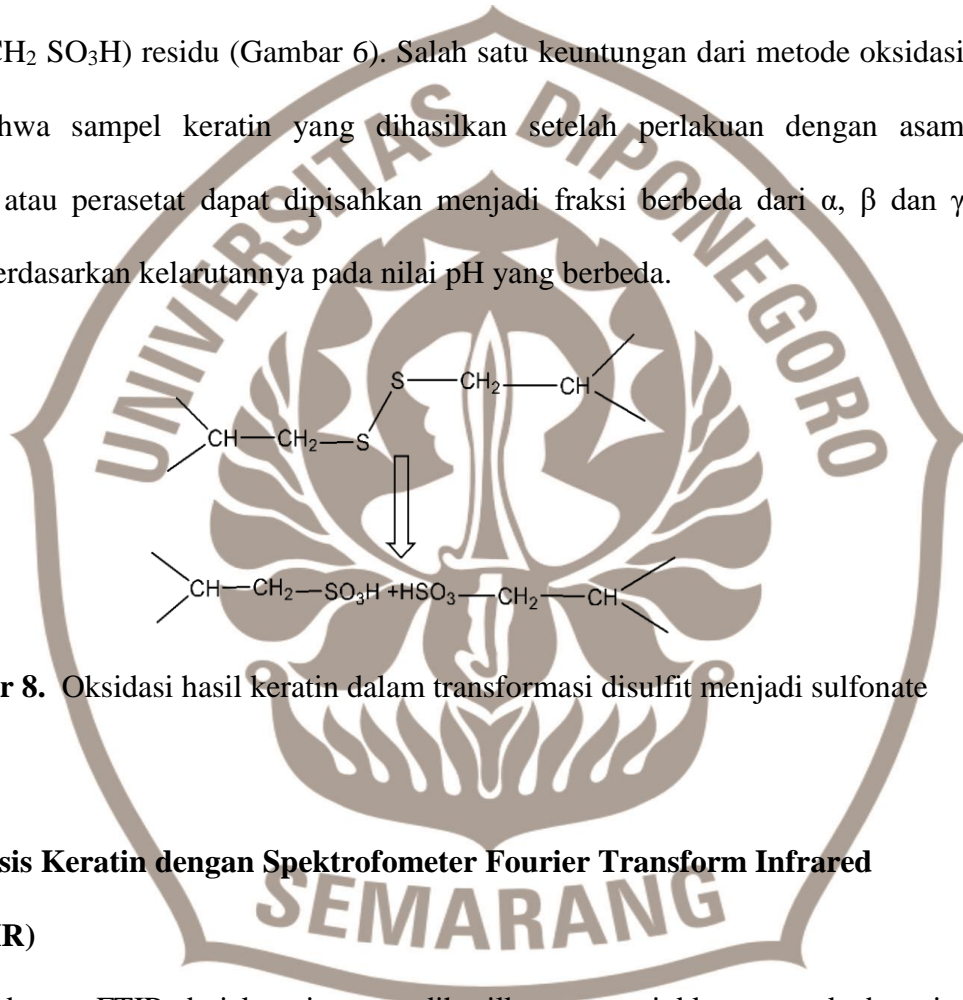 CH₂ SO₃H) residu (Gambar 6). Salah satu keuntungan dari metode oksidasi
sampel keratin yang dihasilkan setelah perlakuan dengan asam
atau perasetat dapat dipisahkan menjadi fraksi berbeda dari α, β dan γ
erdasarkan kelarutannya pada nilai pH yang berbeda.
UNIVERSITAS DIPONEGORO
S—CH₂—CH
CH—CH₂—S
CH—CH₂—SO₃H +HSO₃—CH₂—CH
r 8. Oksidasi hasil keratin dalam transformasi disulfit menjadi sulfonate
sis Keratin dengan Spektrofometer Fourier Transform Infrared
SEMARANG
IR)